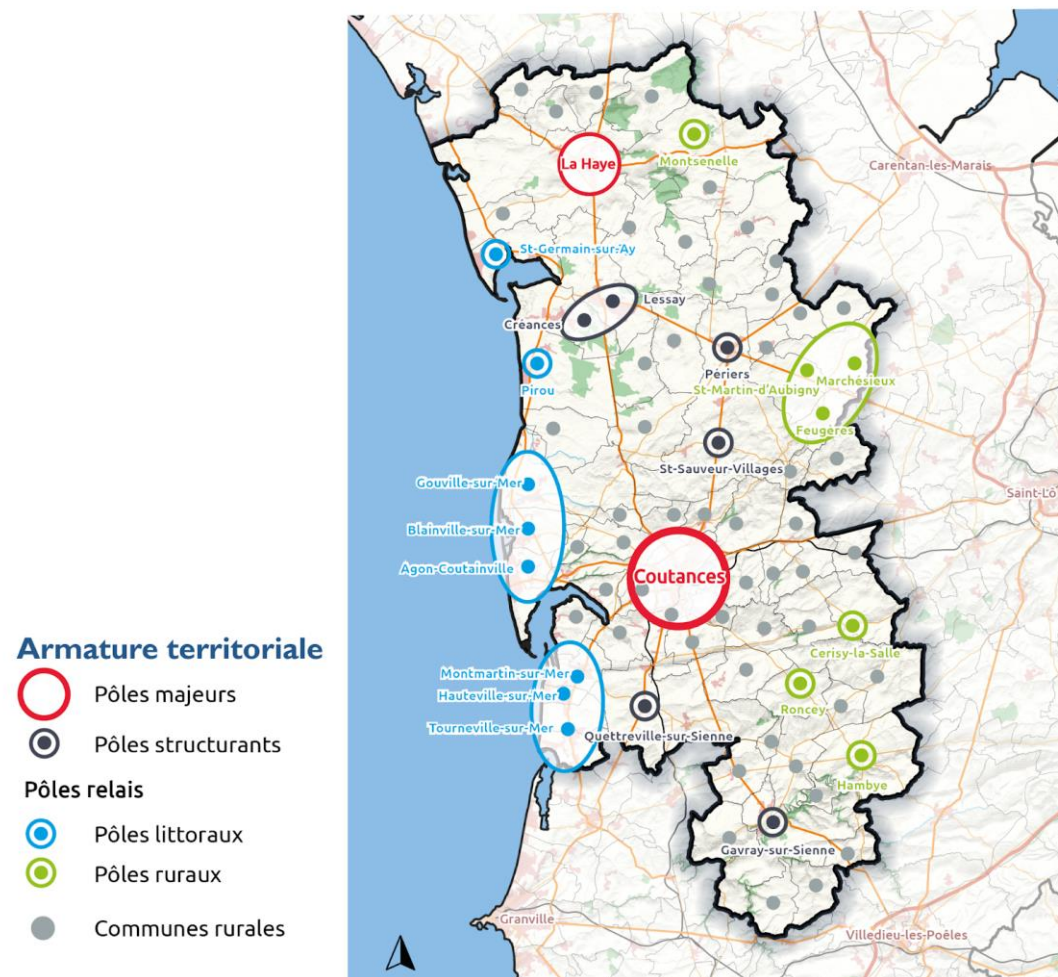 La Haye
Montsenelle
Carentan-les-Marais
St-Germain-sur-Ay
Lessay
Créances
Périers
Pirou
St-Martin-d'Aubigny
Marchésieux
Feugères
St-Sauveur-Villages
Gouville-sur-Mer
Saint-Lô
Blainville-sur-Mer
Agon-Coutainville
Coutances
Cerisy-la-Salle
Montmartin-sur-Mer
Hauteville-sur-Mer
Roncey
Tourneville-sur-Mer
Quettreville-sur-Sienne
Hambye
Gavray-sur-Sienne
Granville
Villedieu-les-Poêles
Armature territoriale
Pôles majeurs
Pôles structurants
Pôles relais
Pôles littoraux
Pôles ruraux
Communes rurales